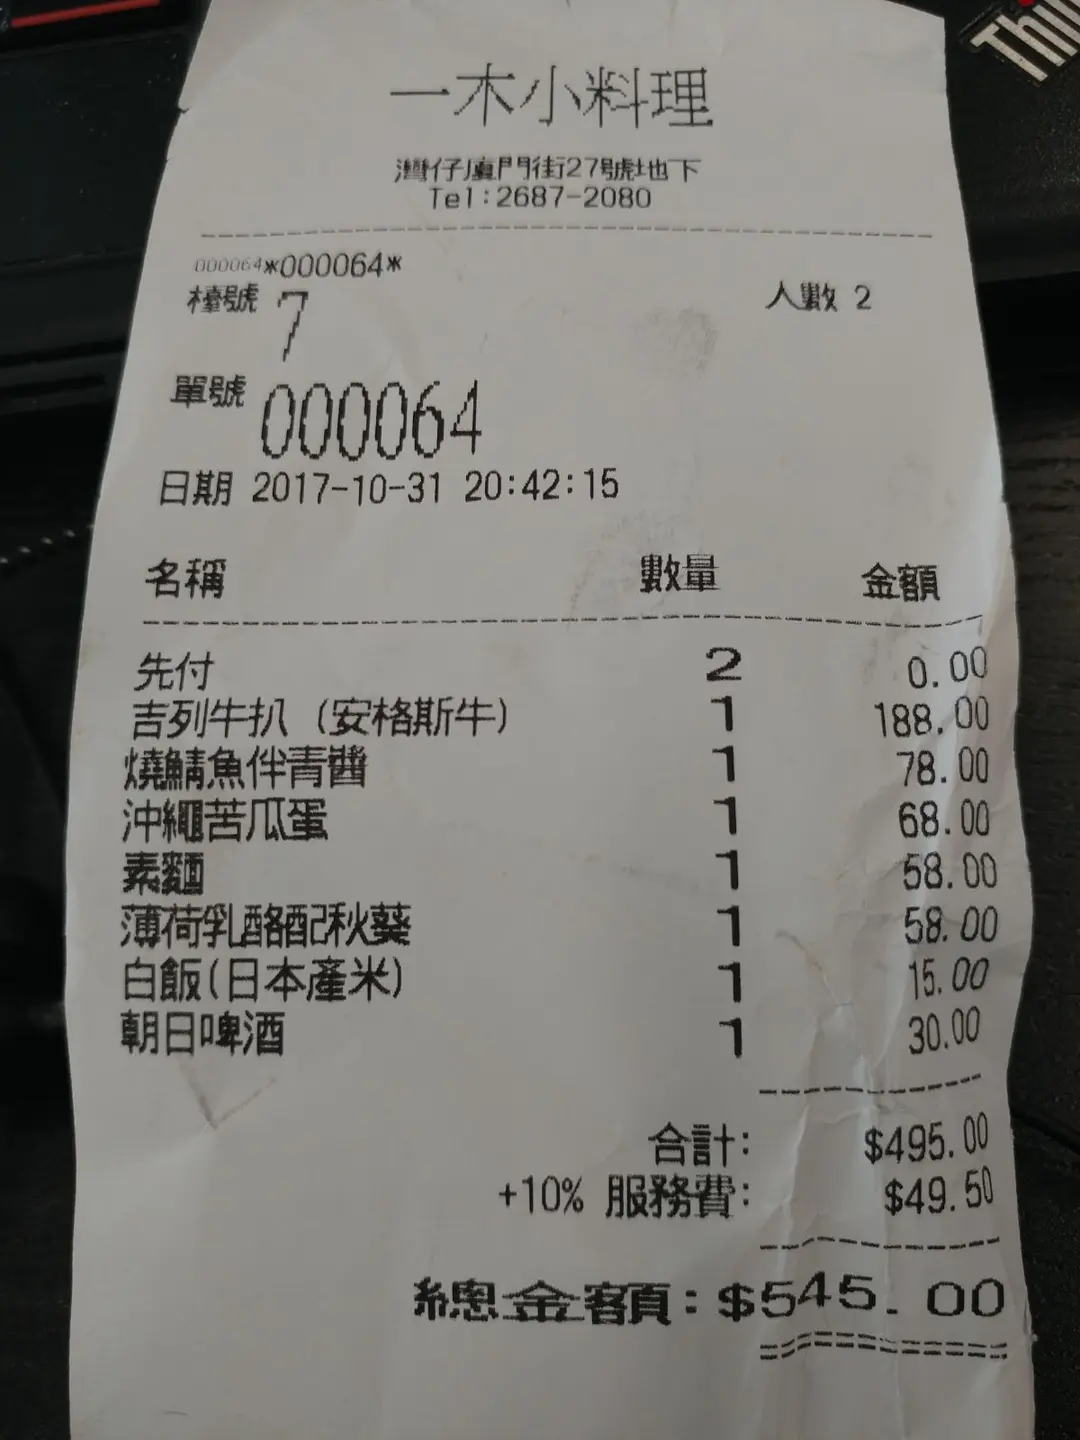 Thi
一木小料理
灣仔廈門街27號地下
Tel:2687-2080
000064*000064*
檯號 7 人數 2
單號 000064
日期 2017-10-31 20:42:15
名稱 數量 金額
先付 2 0.00
吉列牛扒 (安格斯牛) 1 188.00
燒鯖魚伴青醬 1 78.00
沖繩苦瓜蛋 1 68.00
素麵 1 58.00
薄荷乳酪配秋葵 1 58.00
白飯(日本產米) 1 15.00
朝日啤酒 1 30.00
合計: $495.00
+10% 服務費: $49.50
總金額: $545.00